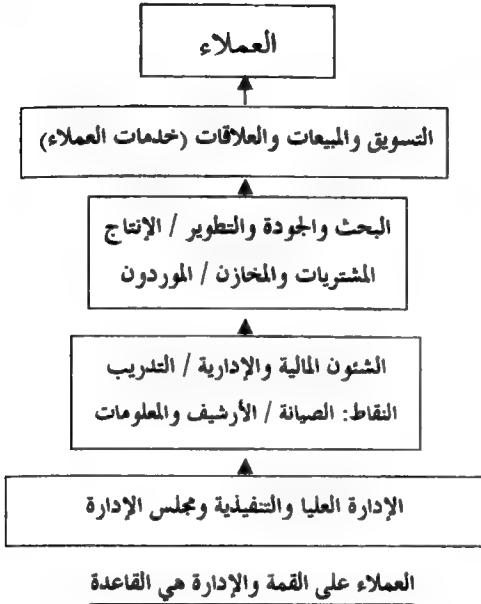 العملاء
التسويق والمبيعات والعلاقات (خدمات العملاء)
البحث والجودة والتطوير / الإنتاج
المشتريات والمخازن / الموردون
الشئون المالية والإدارية / التدريب
النقاط: الصيانة / الأرشيف والمعلومات
الإدارة العليا والتنفيذية ومجلس الإدارة
العملاء على القمة والإدارة هي القاعدة